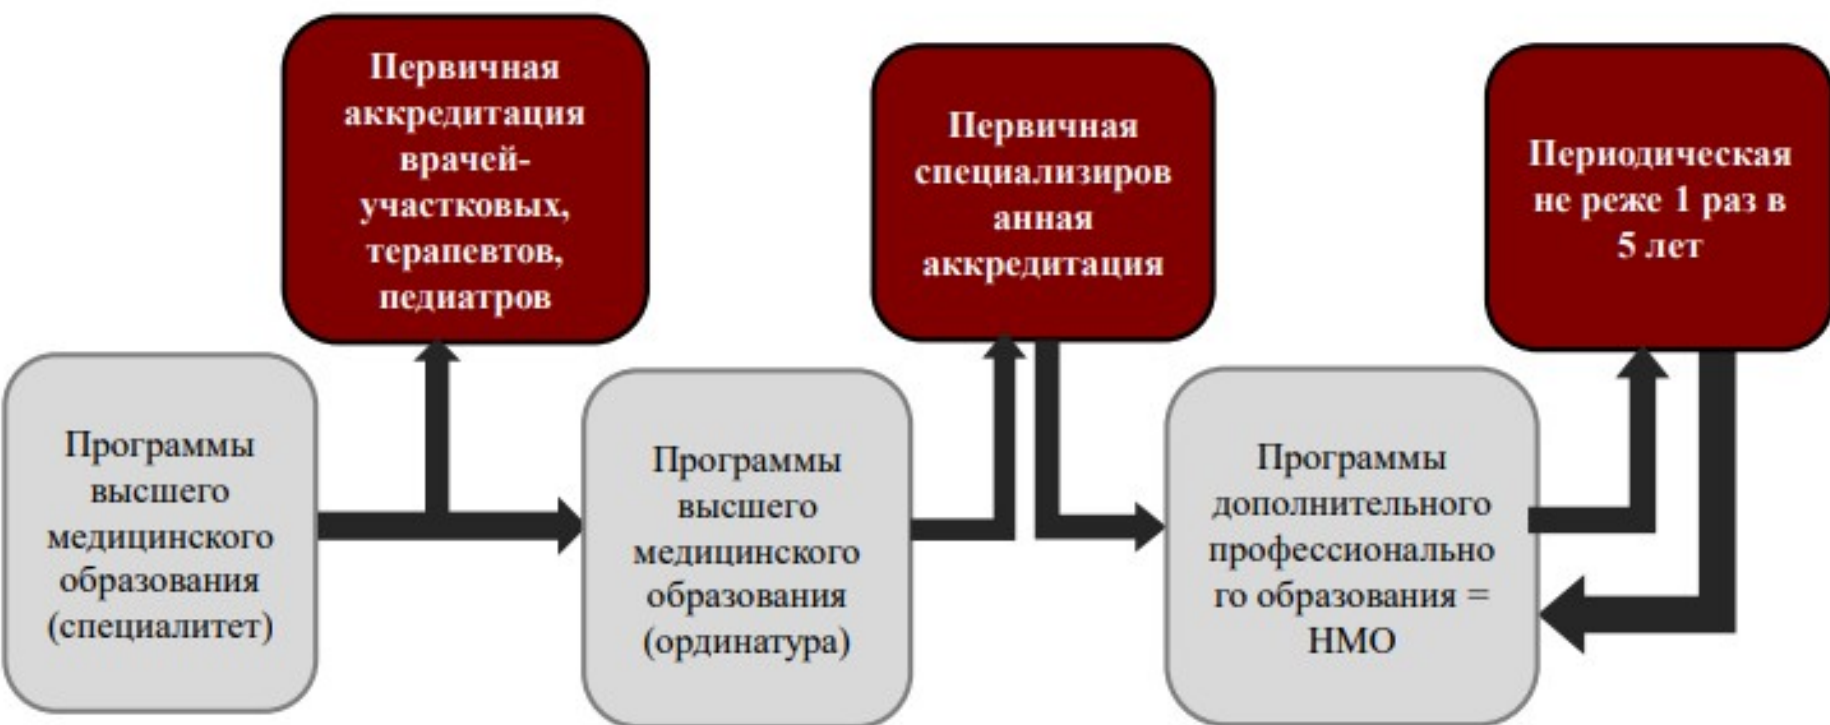 Первичная
аккредитация
врачей-
участковых,
терапевтов,
педиатров
Первичная
специализиров
анная
аккредитация
Периодическая
не реже 1 раз в
5 лет
Программы
высшего
медицинского
образования
(специалитет)
Программы
высшего
медицинского
образования
(ординатура)
Программы
дополнительного
профессионально
го образования =
НМО